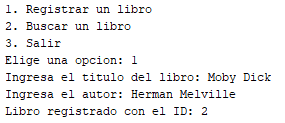 1. Registrar un libro
2. Buscar un libro
3. Salir
Elige una opcion: 1
Ingresa el titulo del libro: Moby Dick
Ingresa el autor: Herman Melville
Libro registrado con el ID: 2